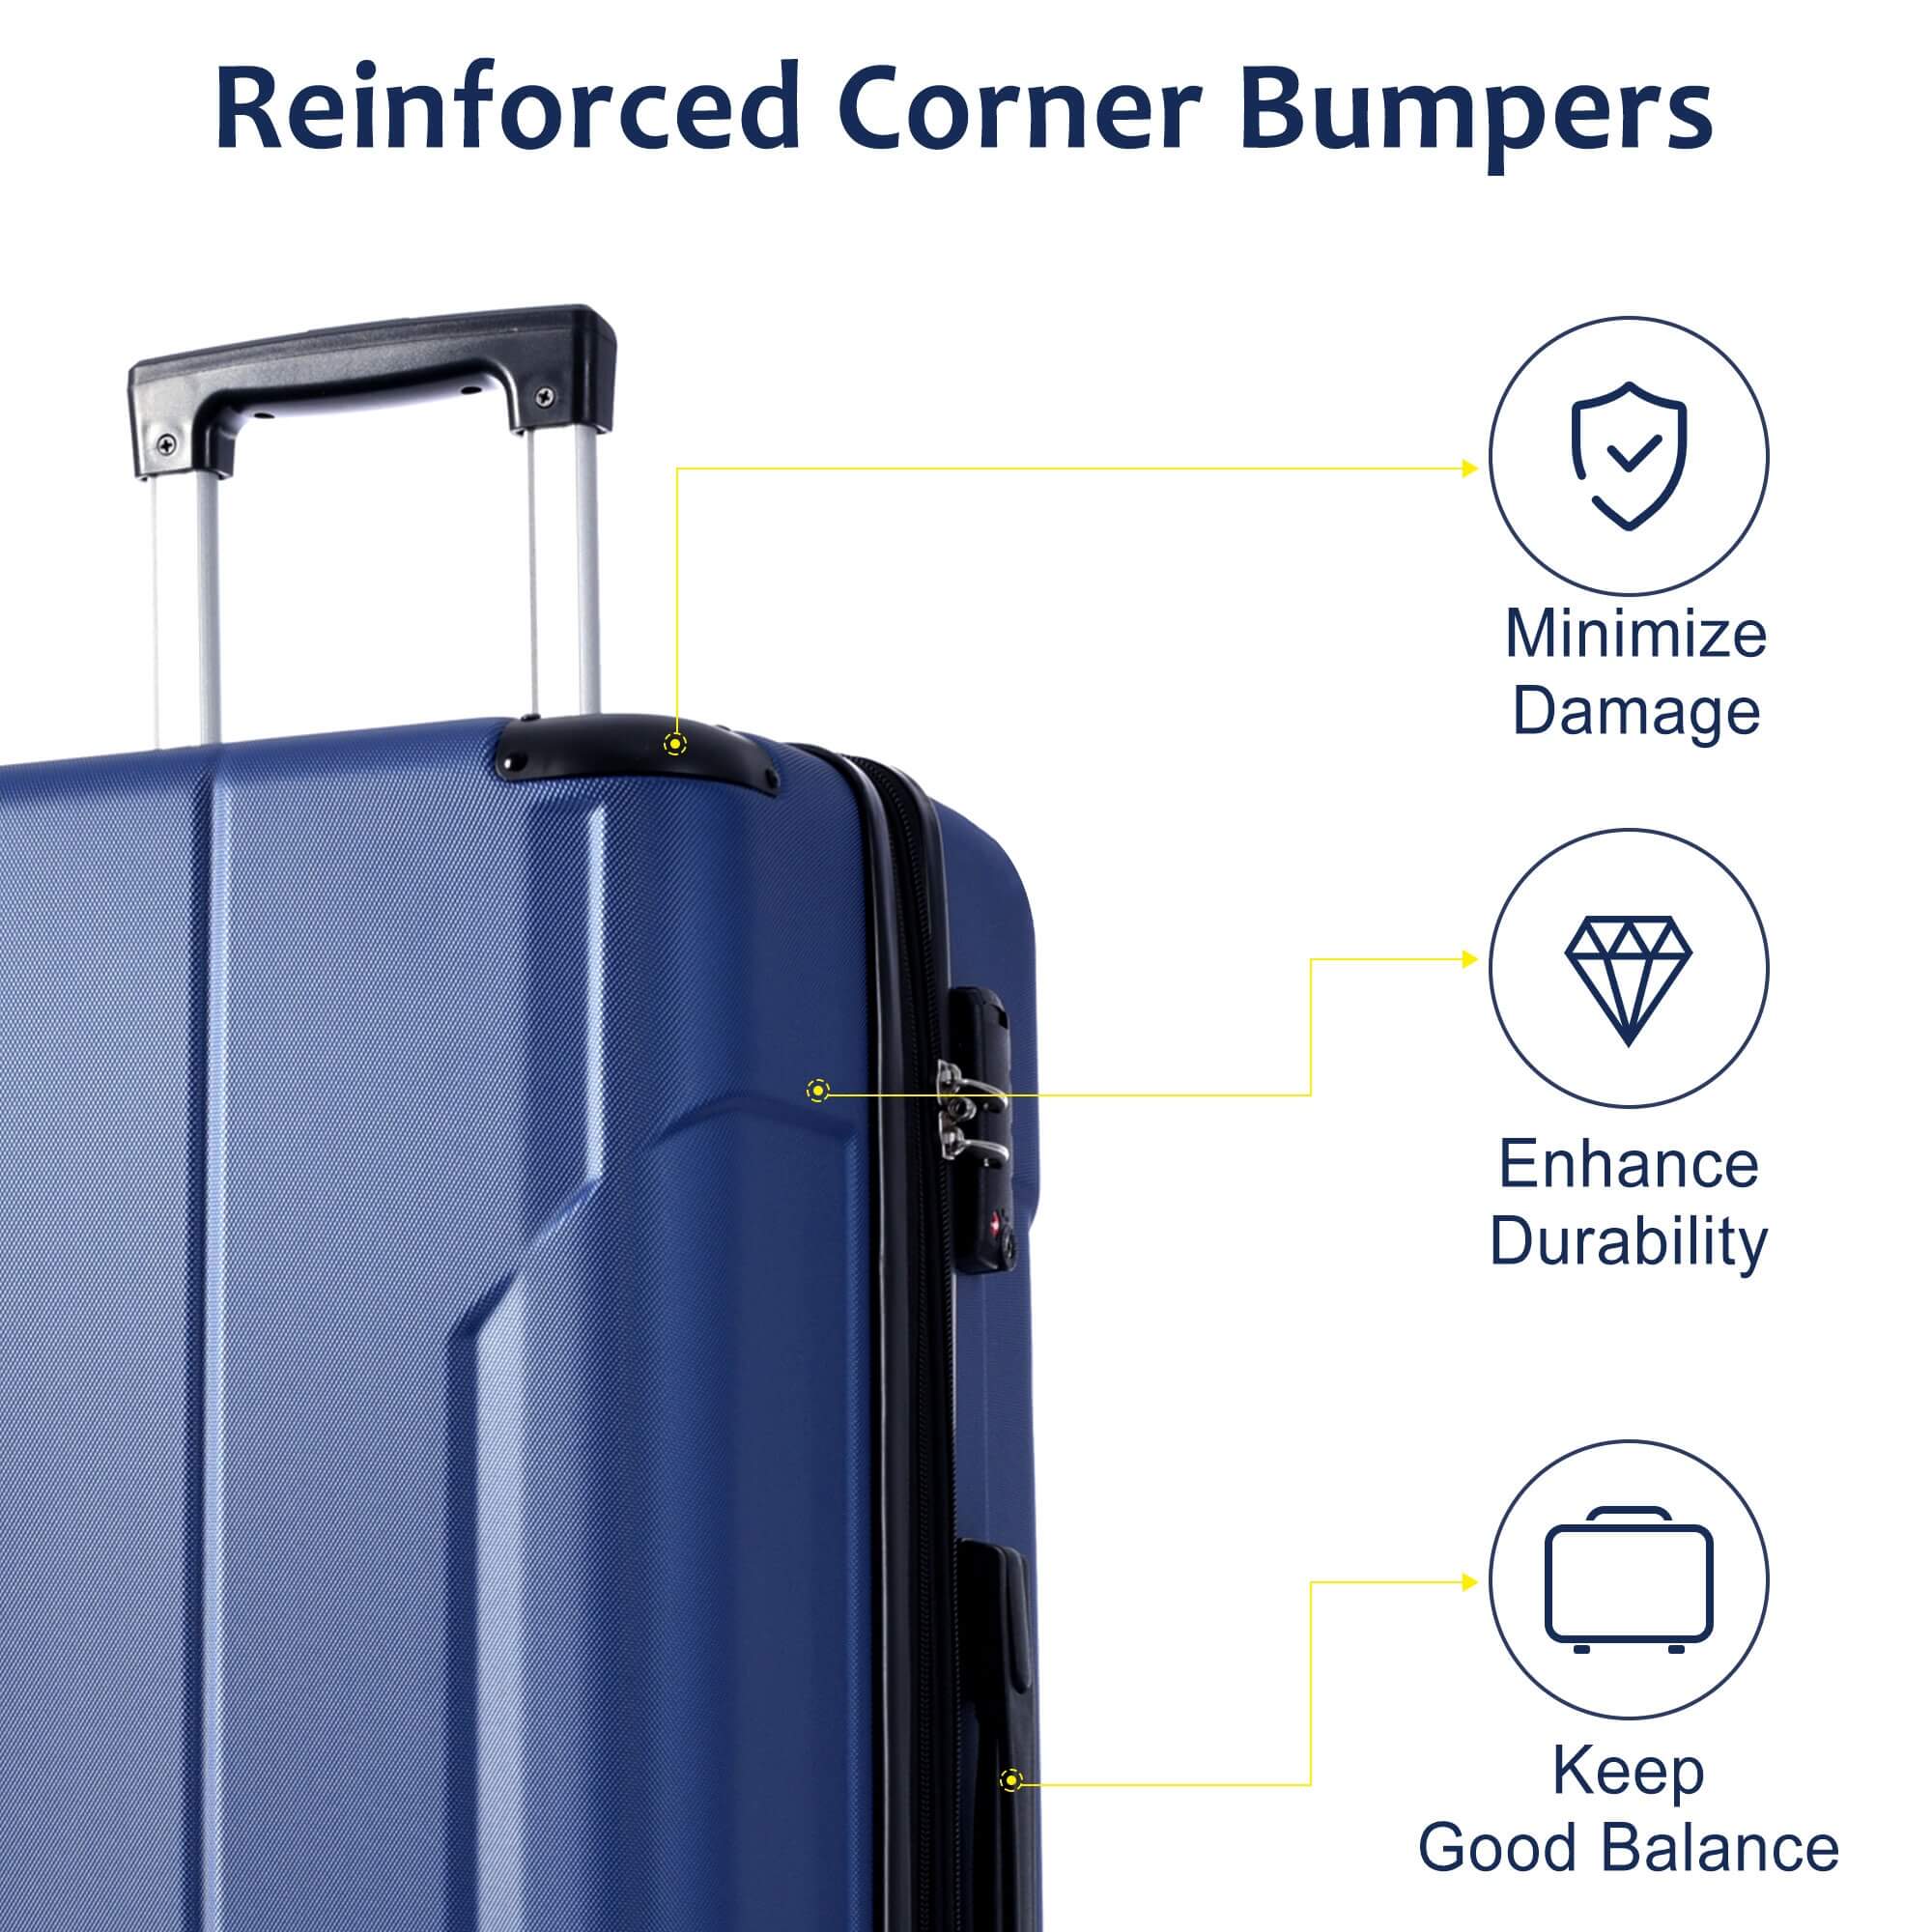 Reinforced Corner Bumpers
Minimize
Damage
Enhance
Durability
Keep
Good Balance